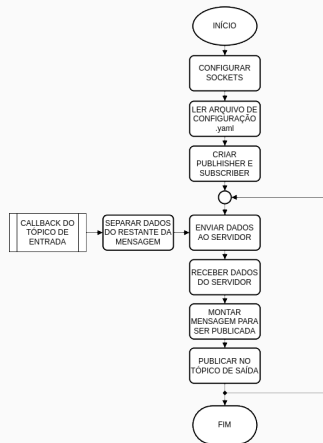 INÍCIO
CONFIGURAR
SOCKETS
LER ARQUIVO DE
CONFIGURAÇÃO
.yaml
CRIAR
PUBLHISHER E
SUBSCRIBER
CALLBACK DO
TÓPICO DE
ENTRADA
SEPARAR DADOS
DO RESTANTE DA
MENSAGEM
ENVIAR DADOS
AO SERVIDOR
RECEBER DADOS
DO SERVIDOR
MONTAR
MENSAGEM PARA
SER PUBLICADA
PUBLICAR NO
TÓPICO DE SAÍDA
FIM